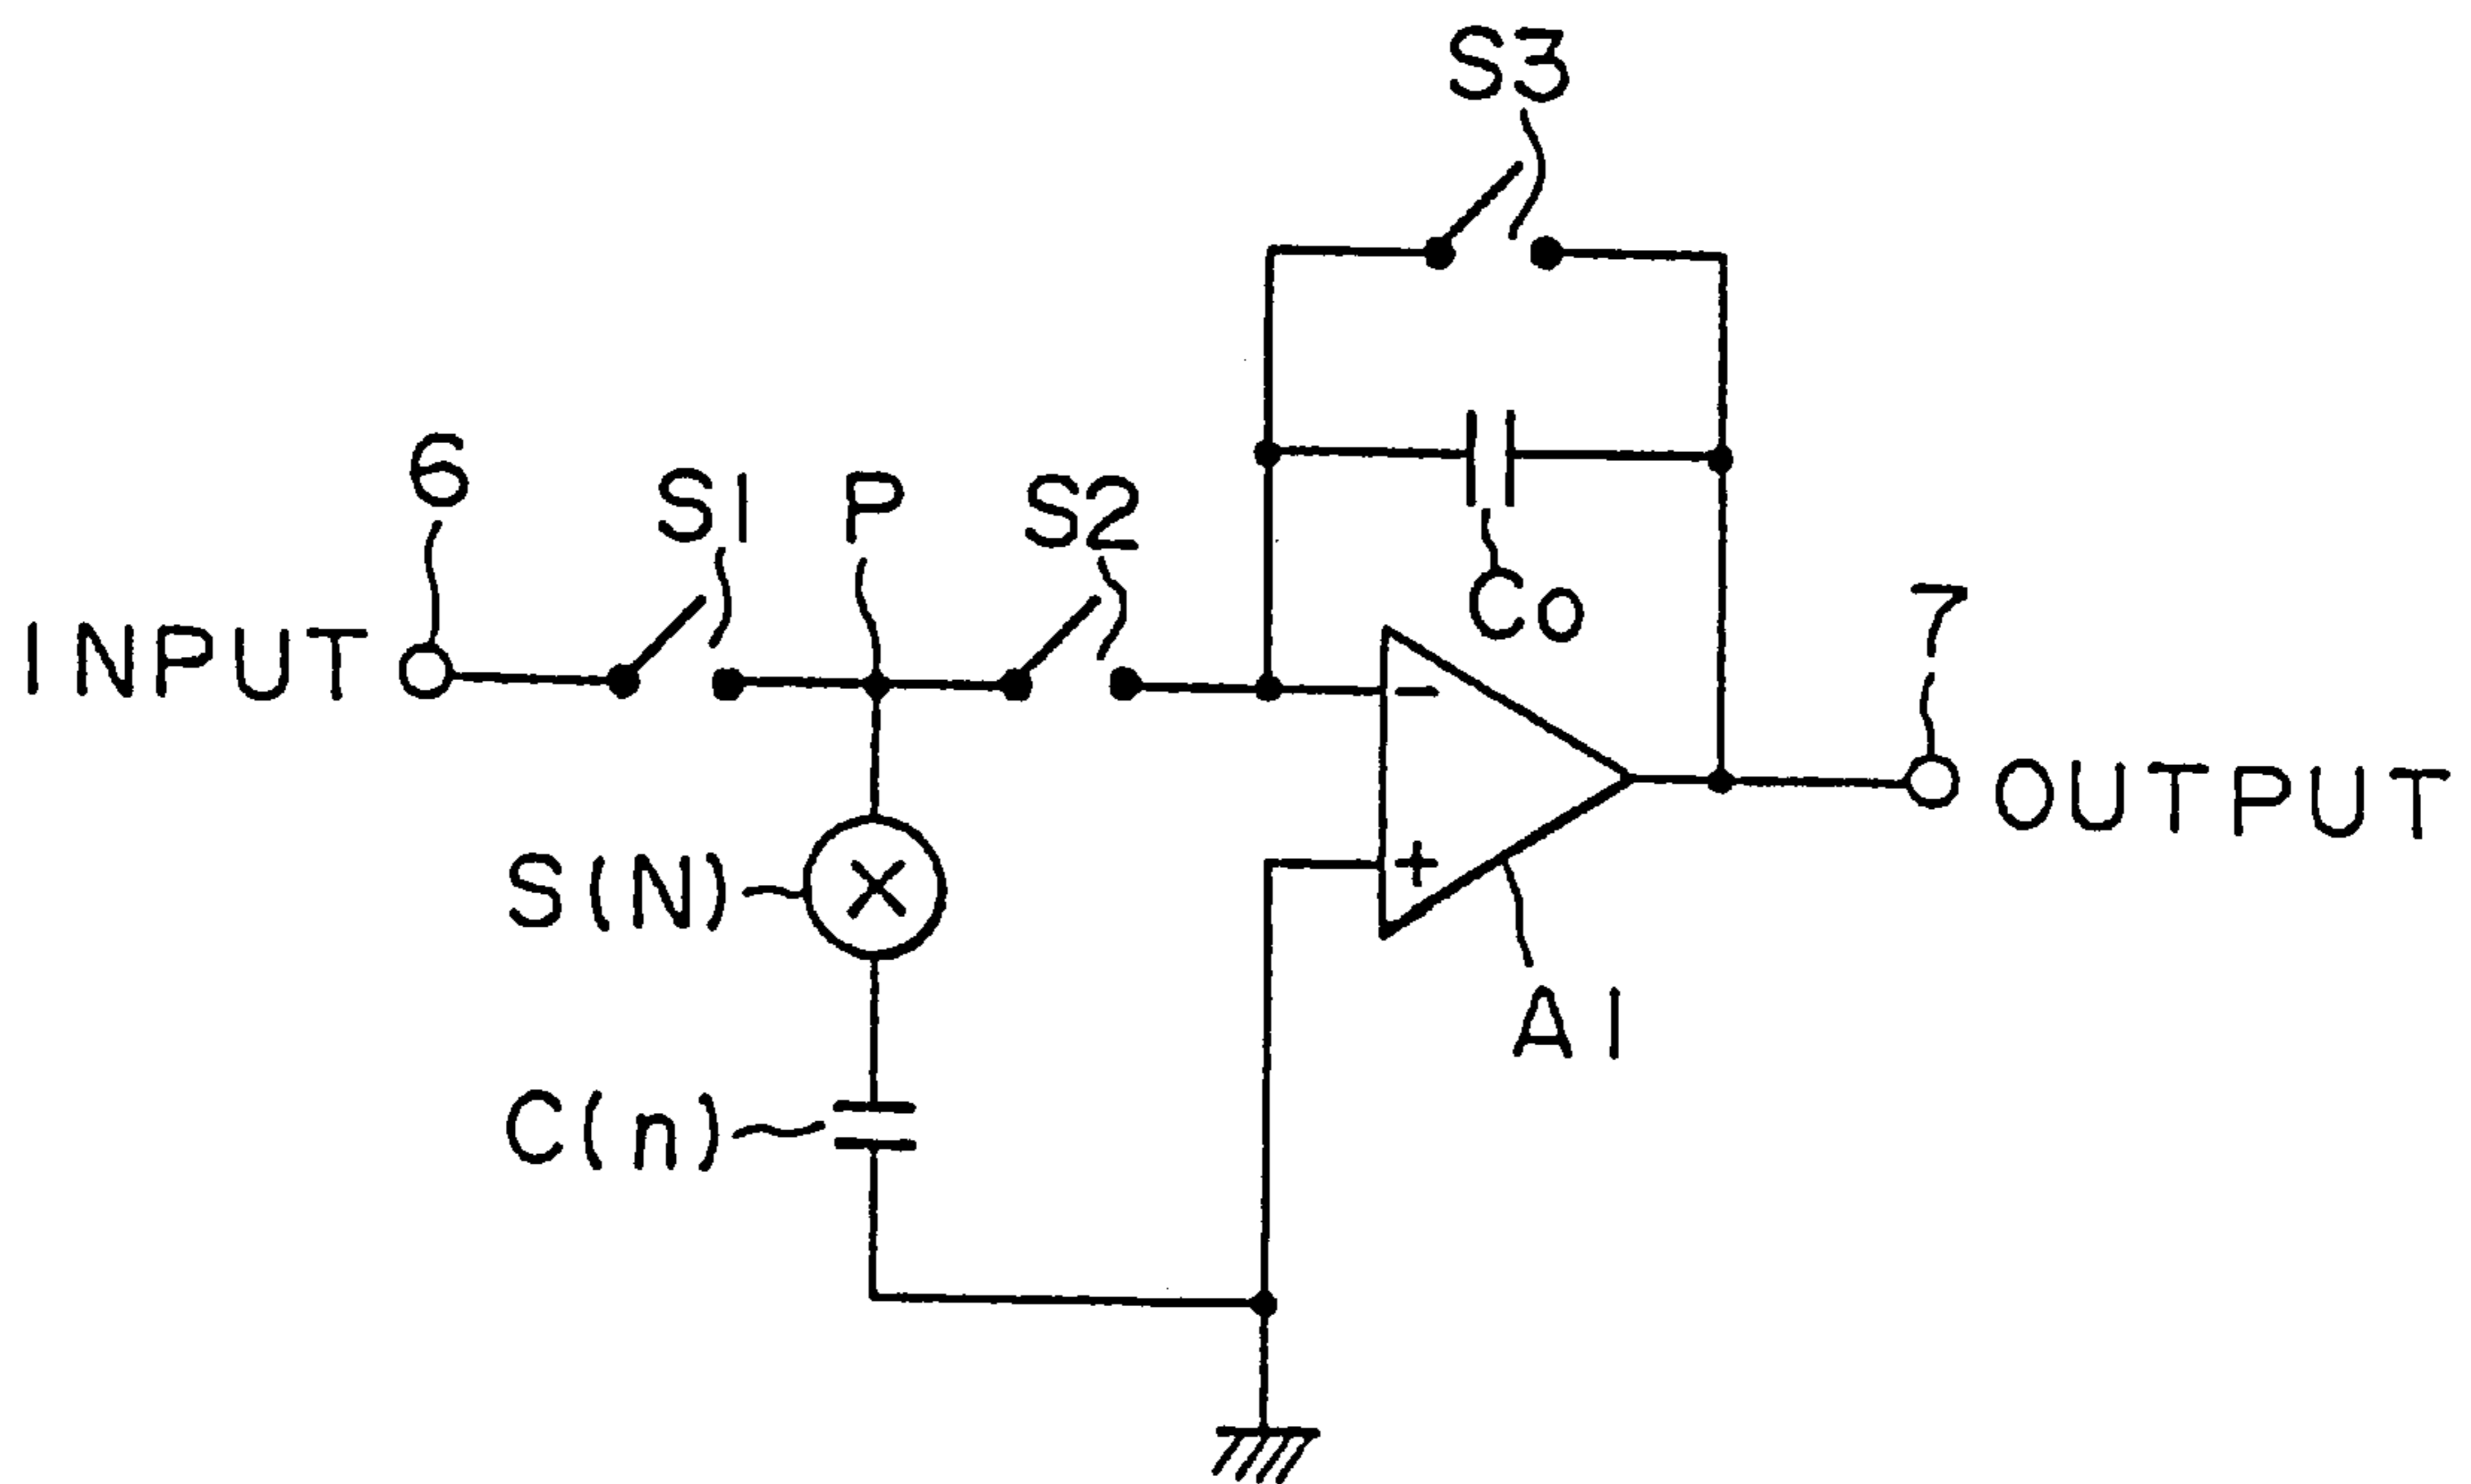 S3
6
S1
P
S2
Co
7
INPUT
-
OUTPUT
+
S(N)
A1
C(n)